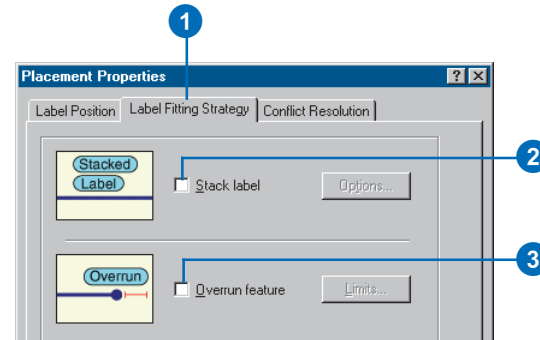 1
Placement Properties
Label Position Label Fitting Strategy Conflict Resolution
Stacked
Label
Stack label Options...
2
Overrun
Overrun feature Limits...
3